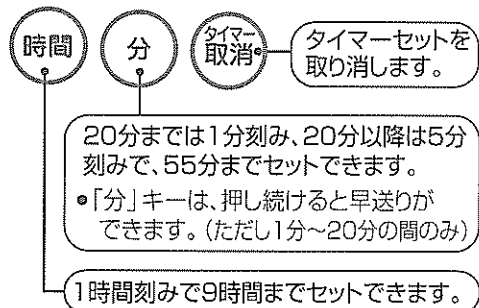 時間
分
タイマー
取消
タイマーセットを
取り消します。
20分までは1分刻み、20分以降は5分
刻みで、55分までセットできます。
●「分」キーは、押し続けると早送りが
できます。(ただし1分～20分の間のみ)
1時間刻みで9時間までセットできます。